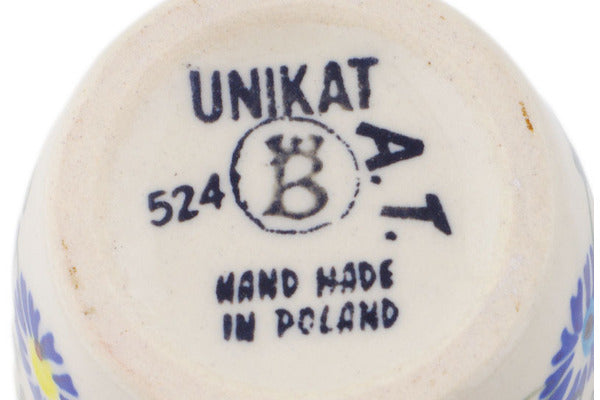 UNIKAT
A.T.
524
B
HAND MADE
IN POLAND